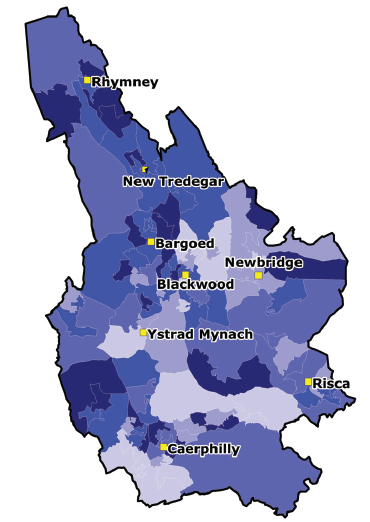 Rhymney
New Tredegar
Bargoed
Newbridge
Blackwood
Ystrad Mynach
Risca
Caerphilly